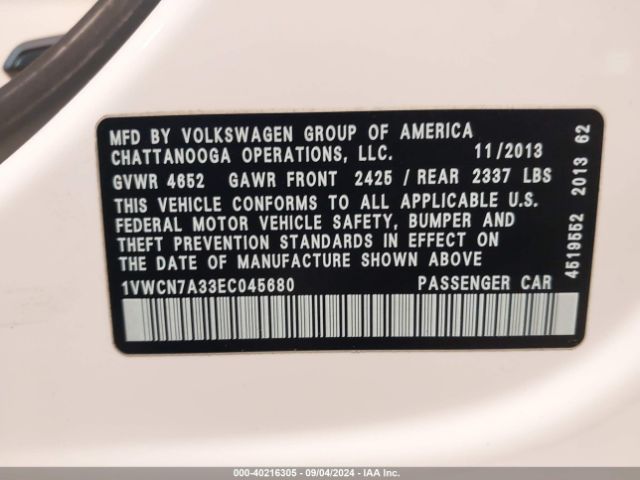 MFD BY VOLKSWAGEN GROUP OF AMERICA
CHATTANOOGA OPERATIONS, LLC. 11/2013
GVWR 4652 GAWR FRONT 2425 / REAR 2337 LBS
THIS VEHICLE CONFORMS TO ALL APPLICABLE U.S.
FEDERAL MOTOR VEHICLE SAFETY, BUMPER AND
THEFT PREVENTION STANDARDS IN EFFECT ON
THE DATE OF MANUFACTURE SHOWN ABOVE
1VWCN7A33EC045680 PASSENGER CAR
4519552 2013 62
000-40216305 - 09/04/2024 - IAA Inc.